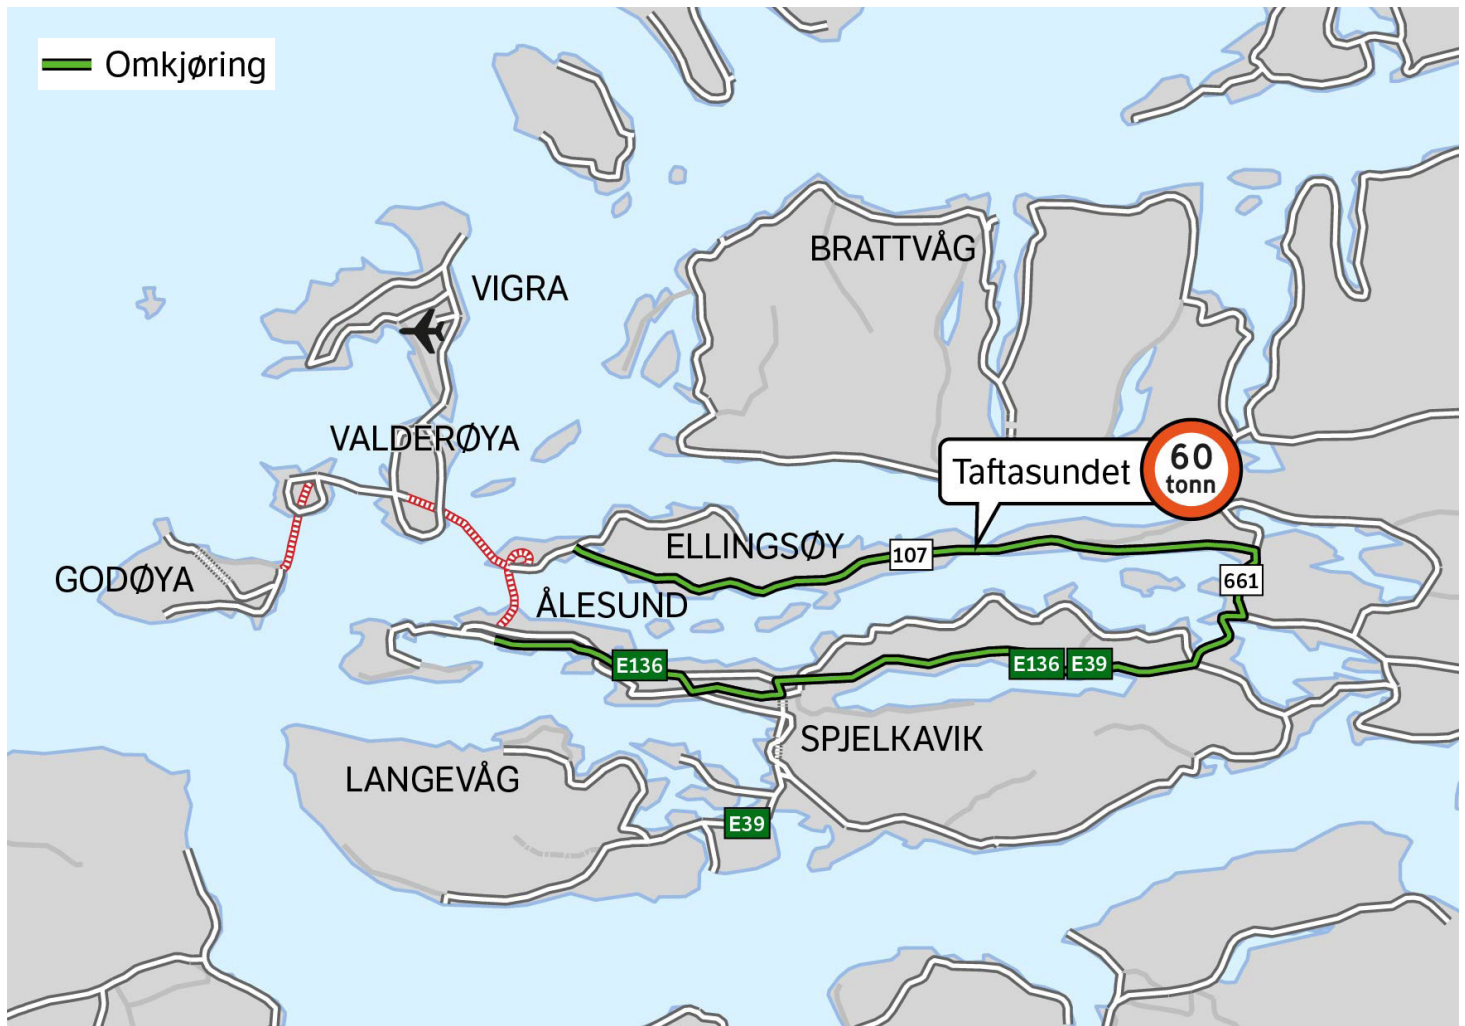 Omkjøring
BRATTVÅG
VIGRA
VALDERØYA
Taftasundet
60
tonn
ELLINGSØY
107
661
GODØYA
ÅLESUND
E136
E136
E39
SPJELKAVIK
LANGEVÅG
E39